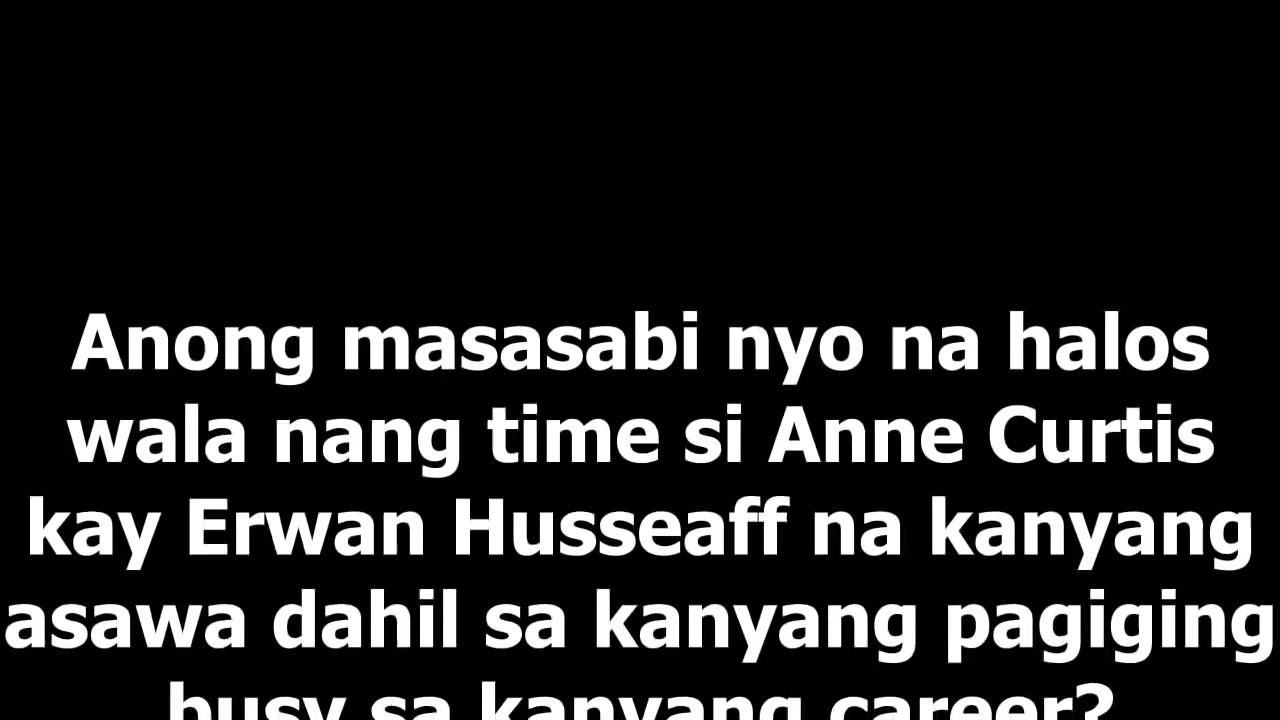 Anong masasabi nyo na halos
wala nang time si Anne Curtis
kay Erwan Husseaff na kanyang
asawa dahil sa kanyang pagiging
busy sa kanyang career?